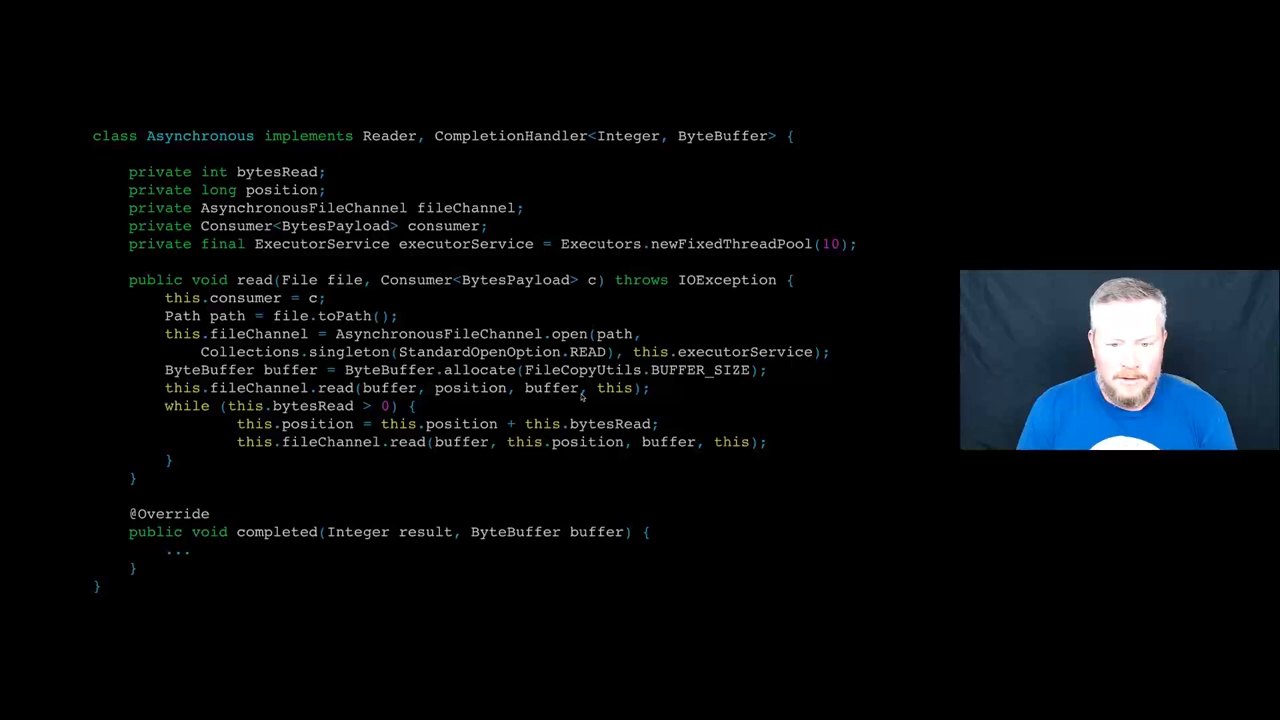 class Asynchronous implements Reader, CompletionHandler<Integer, ByteBuffer> {
private int bytesRead;
private long position;
private AsynchronousFileChannel fileChannel;
private Consumer<BytesPayload> consumer;
private final ExecutorService executorService = Executors.newFixedThreadPool(10);
public void read(File file, Consumer<BytesPayload> c) throws IOException {
this.consumer = c;
Path path = file.toPath();
this.fileChannel = AsynchronousFileChannel.open(path,
Collections.singleton(StandardOpenOption.READ), this.executorService);
ByteBuffer buffer = ByteBuffer.allocate(FileCopyUtils.BUFFER_SIZE);
this.fileChannel.read(buffer, position, buffer, this);
while (this.bytesRead > 0) {
this.position = this.position + this.bytesRead;
this.fileChannel.read(buffer, this.position, buffer, this);
}
}
@Override
public void completed(Integer result, ByteBuffer buffer) {
...
}
}